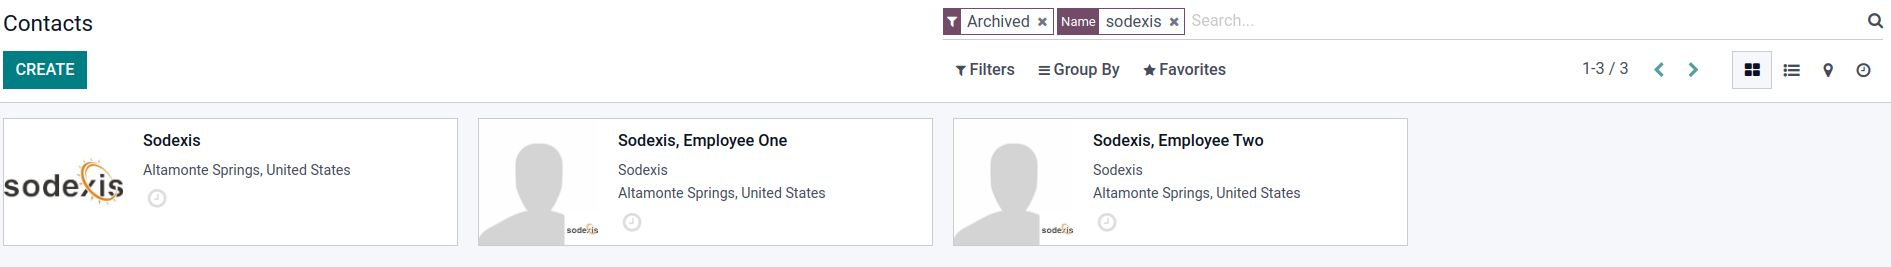 Contacts
Archived
Name sodexis
Search...
CREATE
Filters
Group By
Favorites
1-3 / 3
sodexis
Sodexis
Altamonte Springs, United States
sodexis
Sodexis, Employee One
Sodexis
Altamonte Springs, United States
sodexis
Sodexis, Employee Two
Sodexis
Altamonte Springs, United States